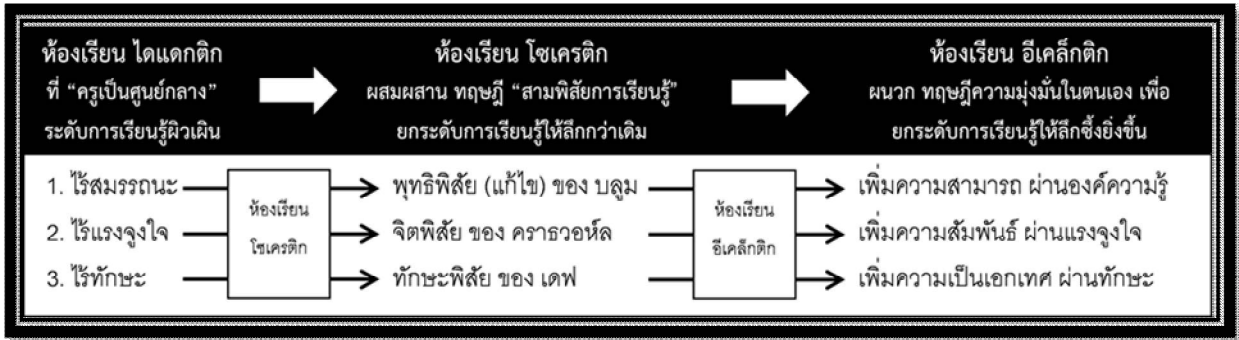 ห้องเรียน ไดแดกติก
ที่ “ครูเป็นศูนย์กลาง”
ระดับการเรียนรู้ผิวเผิน
ห้องเรียน โซเครติก
ผสมผสาน ทฤษฎี “สามพิสัยการเรียนรู้”
ยกระดับการเรียนรู้ให้ลึกกว่าเดิม
ห้องเรียน อีเคล็กติก
ผนวก ทฤษฎีความมุ่งมั่นในตนเอง เพื่อ
ยกระดับการเรียนรู้ให้ลึกซึ้งยิ่งขึ้น
1. ไร้สมรรถนะ
2. ไร้แรงจูงใจ
3. ไร้ทักษะ
ห้องเรียน
โซเครติก
พุทธิพิสัย (แก้ไข) ของ บลูม
จิตพิสัย ของ คราธวอห์ล
ทักษะพิสัย ของ เดฟ
ห้องเรียน
อีเคล็กติก
เพิ่มความสามารถ ผ่านองค์ความรู้
เพิ่มความสัมพันธ์ ผ่านแรงจูงใจ
เพิ่มความเป็นเอกเทศ ผ่านทักษะ